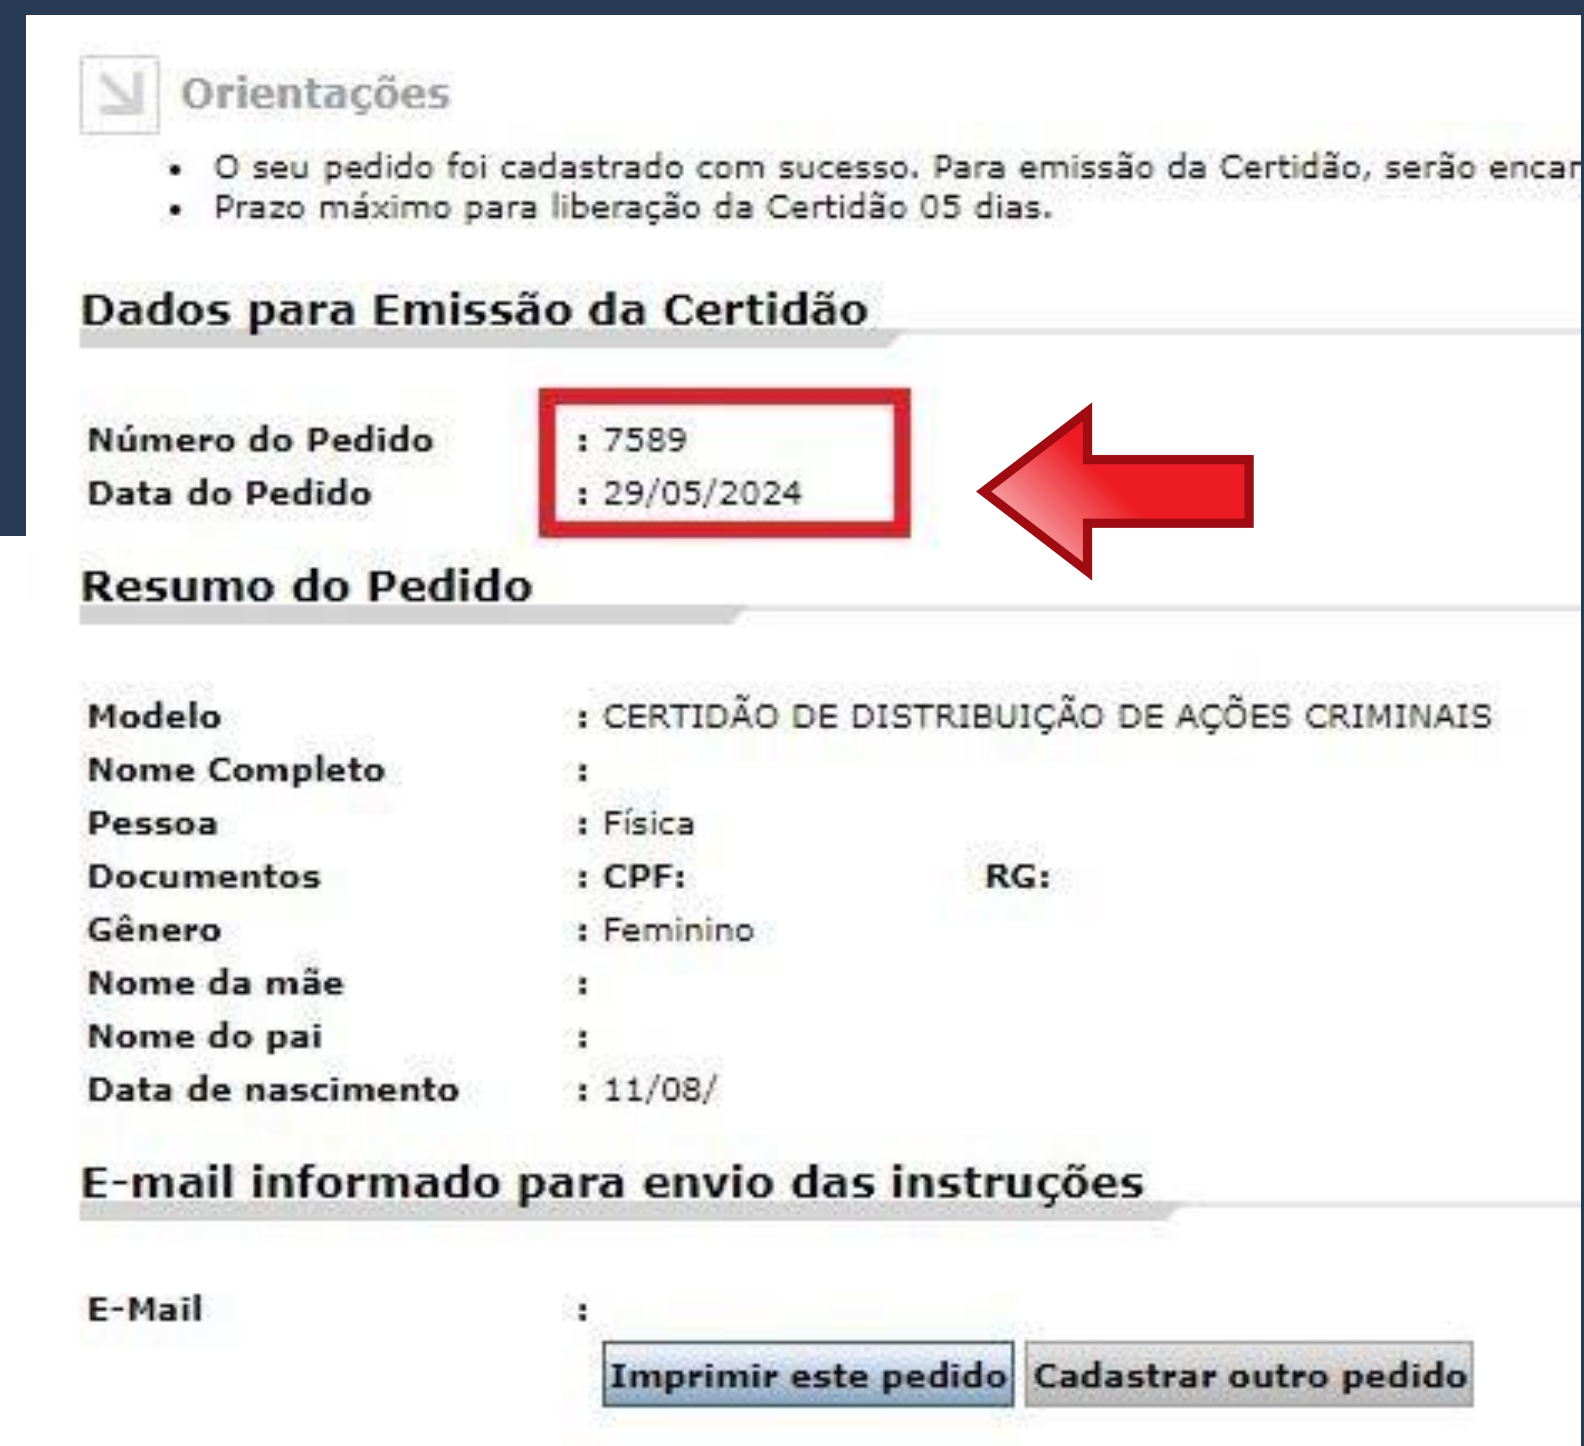 Orientações
• O seu pedido foi cadastrado com sucesso. Para emissão da Certidão, serão encar
• Prazo máximo para liberação da Certidão 05 dias.
Dados para Emissão da Certidão
Número do Pedido : 7589
Data do Pedido : 29/05/2024
Resumo do Pedido
Modelo : CERTIDÃO DE DISTRIBUIÇÃO DE AÇÕES CRIMINAIS
Nome Completo :
Pessoa : Física
Documentos : CPF: RG:
Gênero : Feminino
Nome da mãe :
Nome do pai :
Data de nascimento : 11/08/
E-mail informado para envio das instruções
E-Mail :
Imprimir este pedido Cadastrar outro pedido